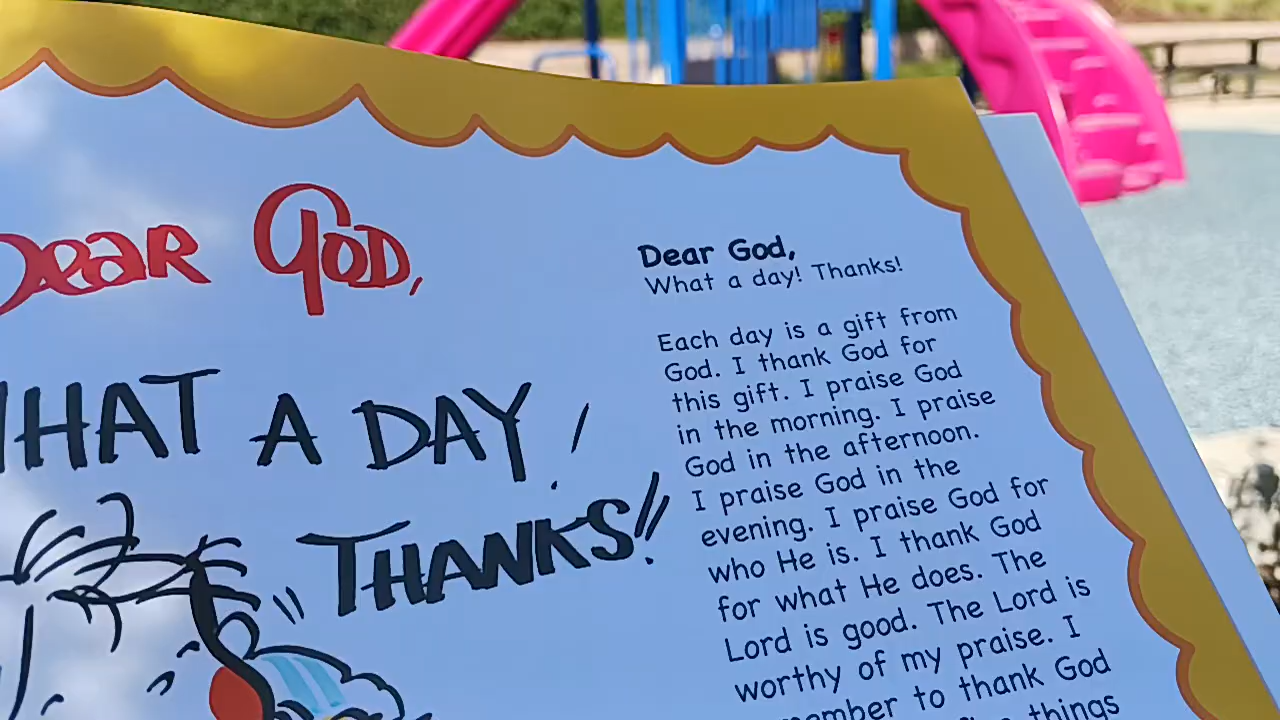 Dear God,
WHAT A DAY!
THANKS!!
Dear God,
What a day! Thanks!
Each day is a gift from
God. I thank God for
this gift. I praise God
in the morning. I praise
God in the afternoon.
I praise God in the
evening. I praise God for
who He is. I thank God
for what He does. The
Lord is good. The Lord is
worthy of my praise. I
to thank God
things